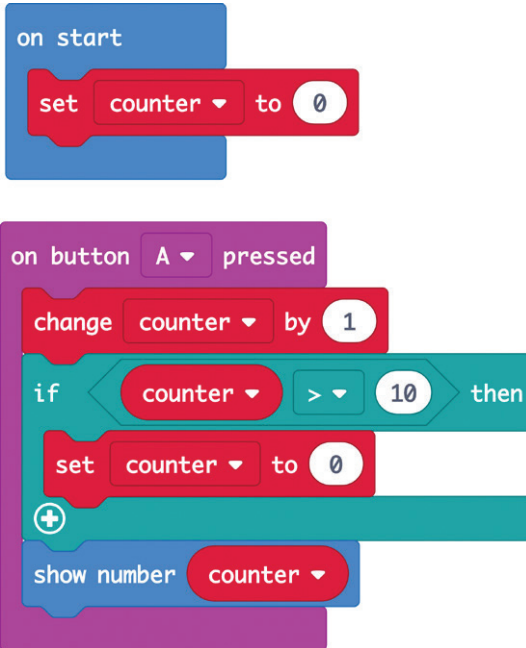 on start
set counter to 0
on button A pressed
change counter by 1
if counter > 10 then
set counter to 0
show number counter